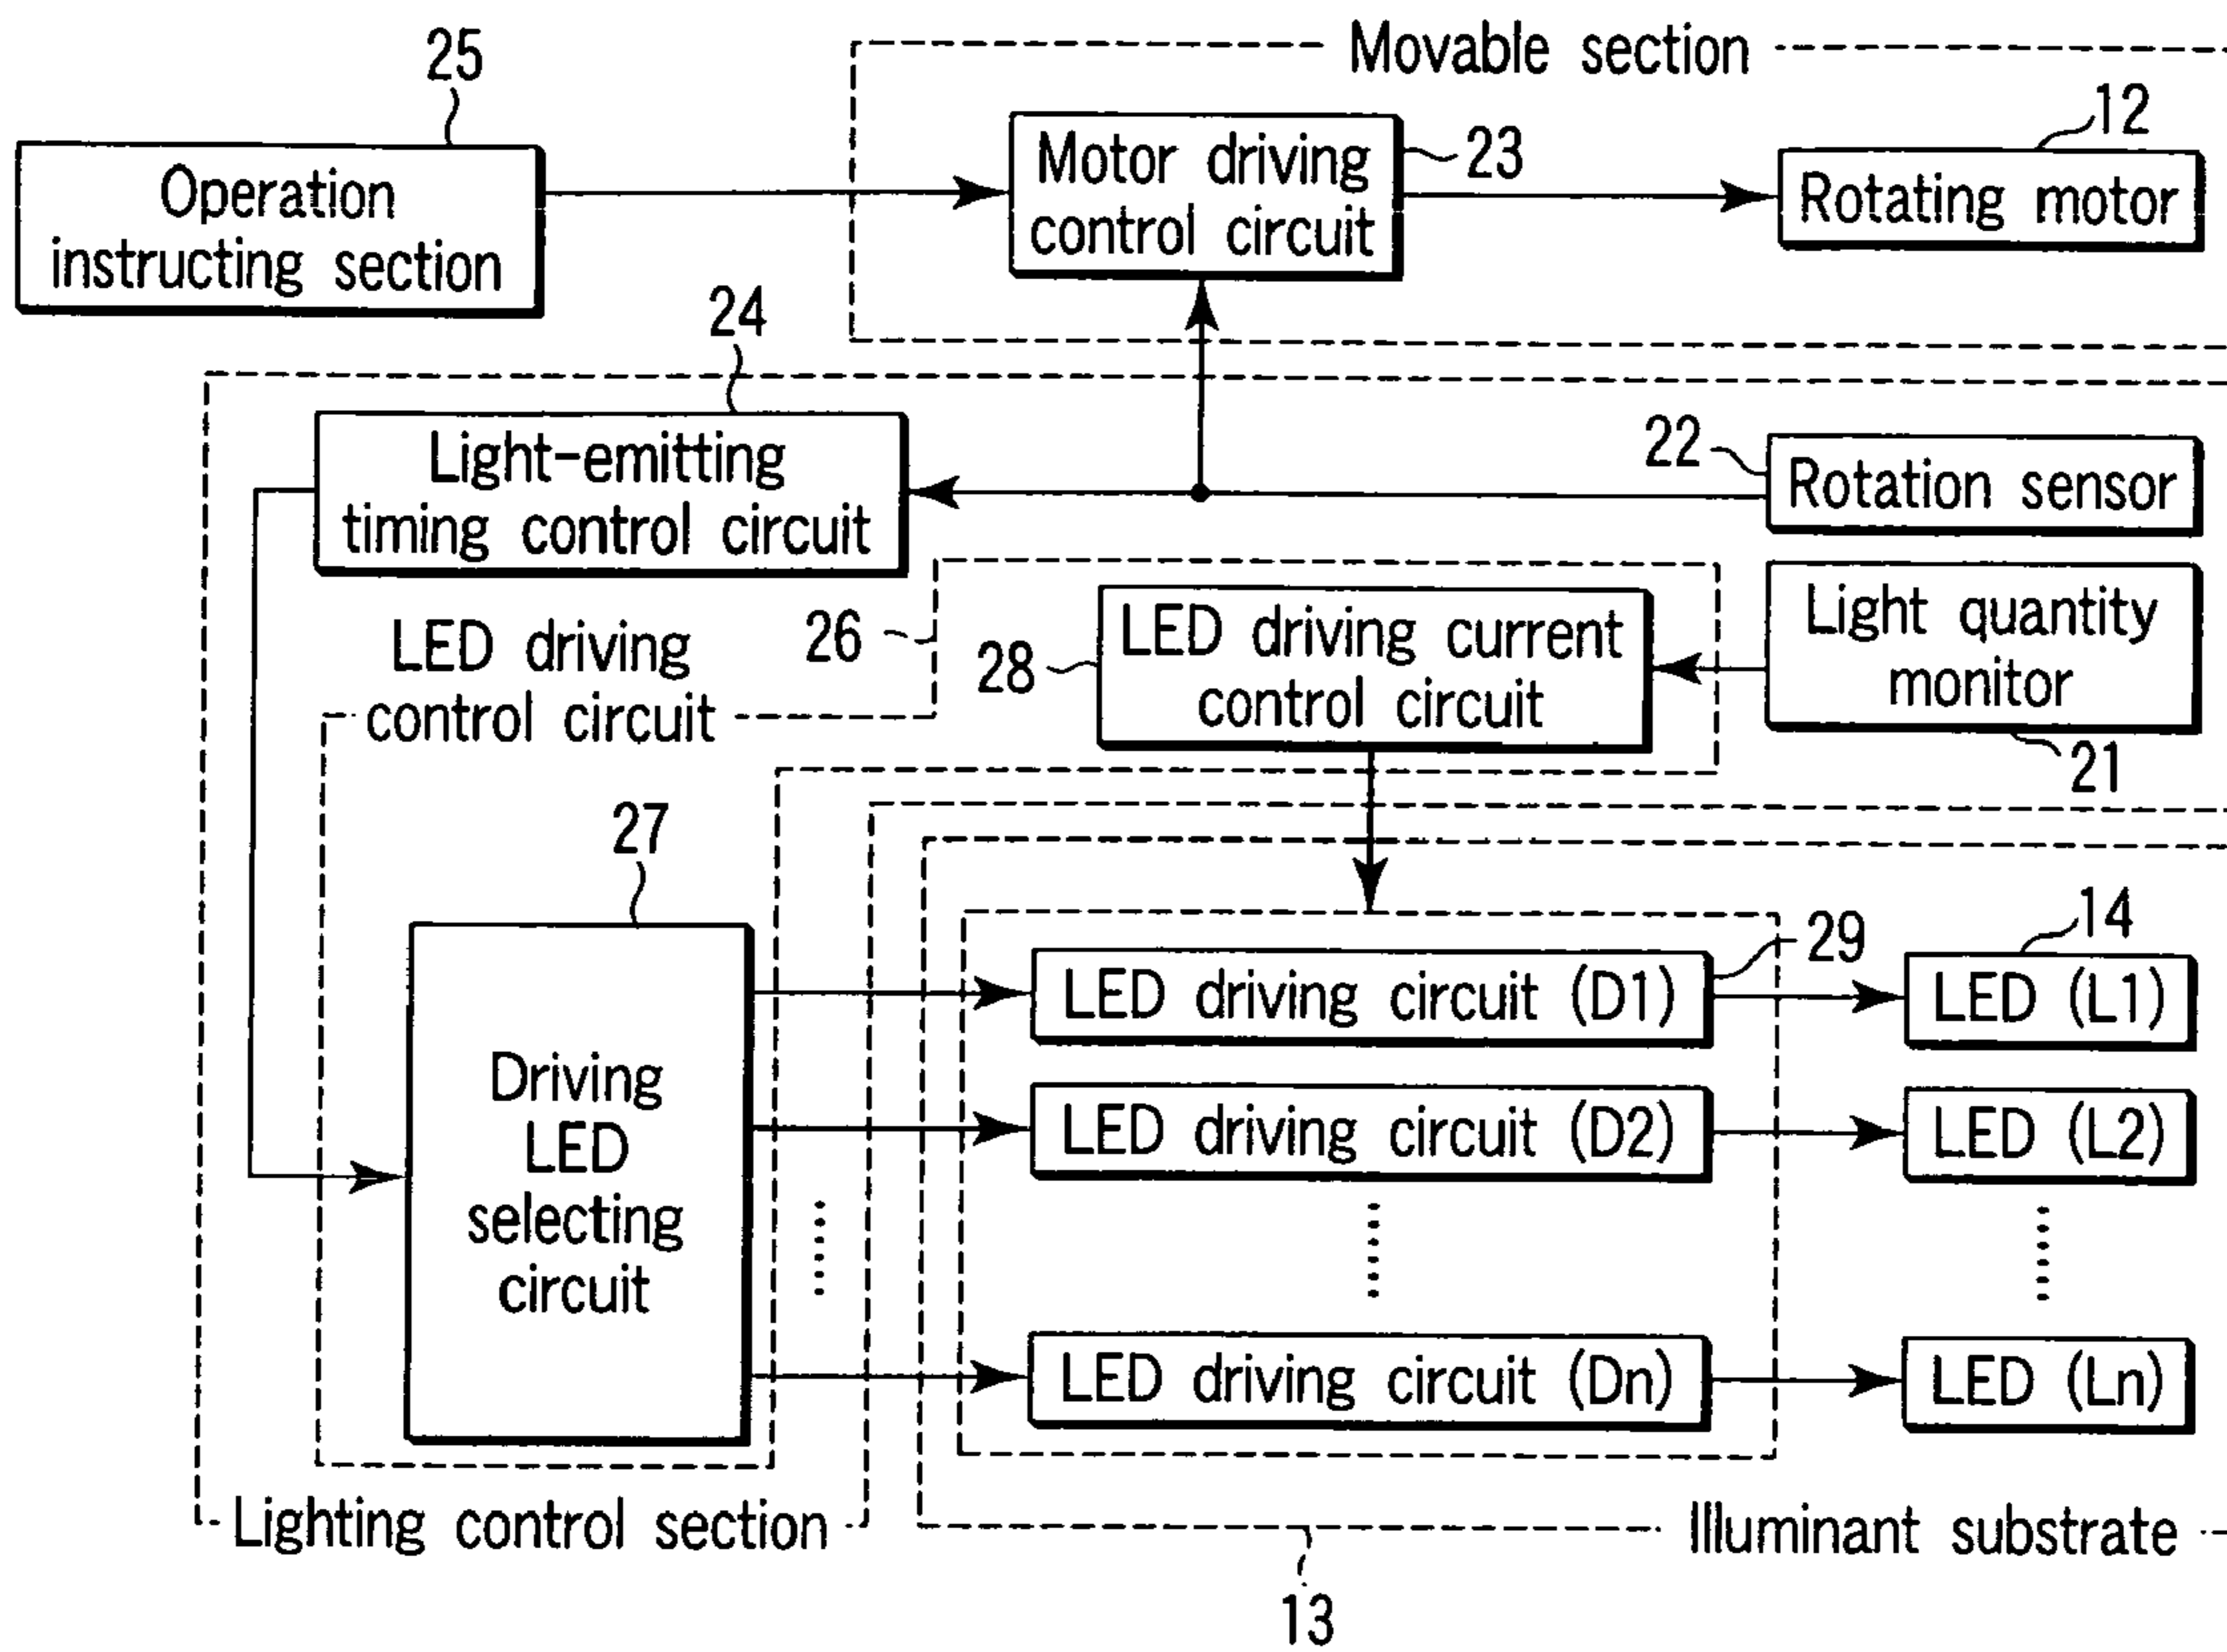 25
Movable section
12
Operation
instructing section
Motor driving
control circuit
23
Rotating motor
24
Light-emitting
timing control circuit
22
Rotation sensor
LED driving
control circuit
26
28
LED driving current
control circuit
Light quantity
monitor
21
27
Driving
LED
selecting
circuit
29
14
LED driving circuit (D1)
LED (L1)
LED driving circuit (D2)
LED (L2)
LED driving circuit (Dn)
LED (Ln)
Lighting control section
Illuminant substrate
13